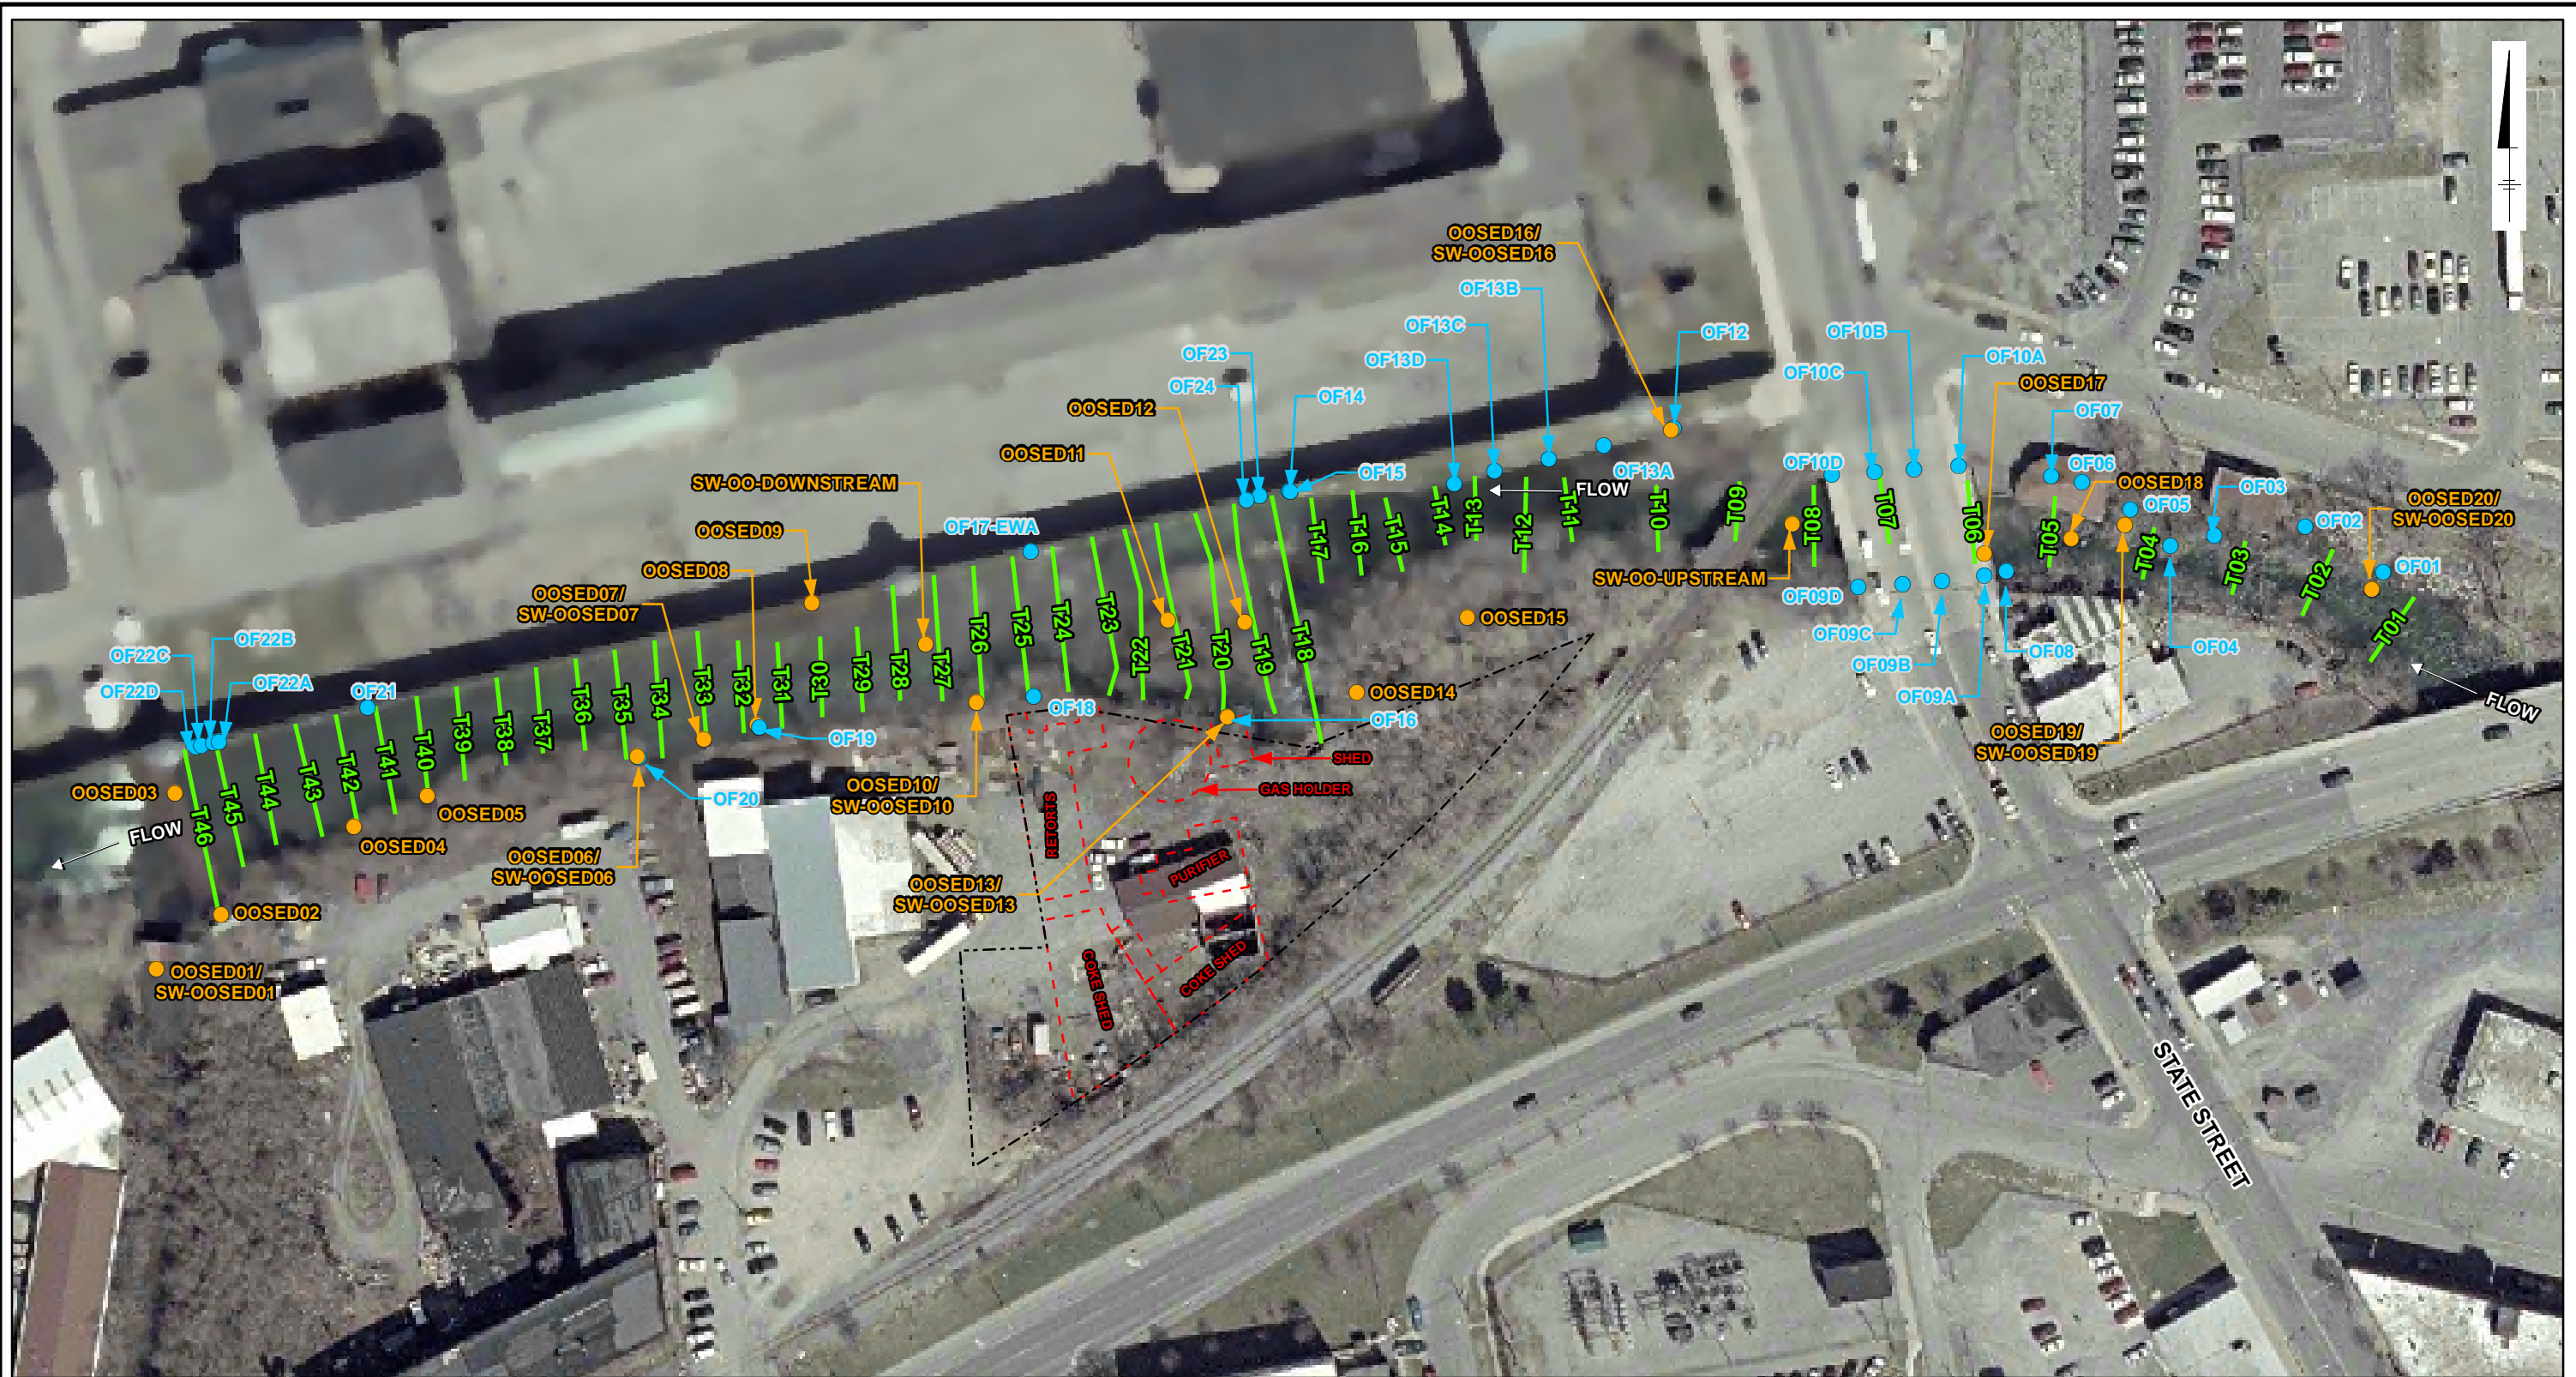 OOSED16/
SW-OOSED16
OF13B
OF13C
OF12
OF10B
OF23
OF13D
OF10A
OF24
OF10C
OOSED17
OF14
OOSED12
OF07
OOSED11
OF10D
OF06
OF15
OF13A
SW-OO-DOWNSTREAM
FLOW
OOSED18
OF03
OF05
OOSED20/
SW-OOSED20
OF02
OF17-EWA
OOSED09
OOSED08
SW-OO-UPSTREAM
OF01
OOSED07/
SW-OOSED07
OF09D
OOSED15
OF09C
OF08
OF04
OF22B
OF22C
OF09B
OF22A
OF22D
OF21
OOSED14
OF09A
OF18
OF16
FLOW
OF19
OOSED19/
SW-OOSED19
T46
T45
T44
T43
T42
T41
T40
T39
T38
T37
T36
T35
T34
T33
T32
T31
T30
T29
T28
T27
T26
T25
T24
T23
T22
T21
T20
T19
T18
T17
T16
T15
T14
T13
T12
T11
T10
T09
T08
T07
T06
T05
T04
T03
T02
T01
SHED
GAS HOLDER
OOSED03
OOSED05
OF20
OOSED10/
SW-OOSED10
FLOW
OOSED04
OOSED06/
SW-OOSED06
RETORTS
PURIFIER
OOSED13/
SW-OOSED13
OOSED02
OOSED01/
SW-OOSED01
COKE SHED
COKE SHED
STATE STREET